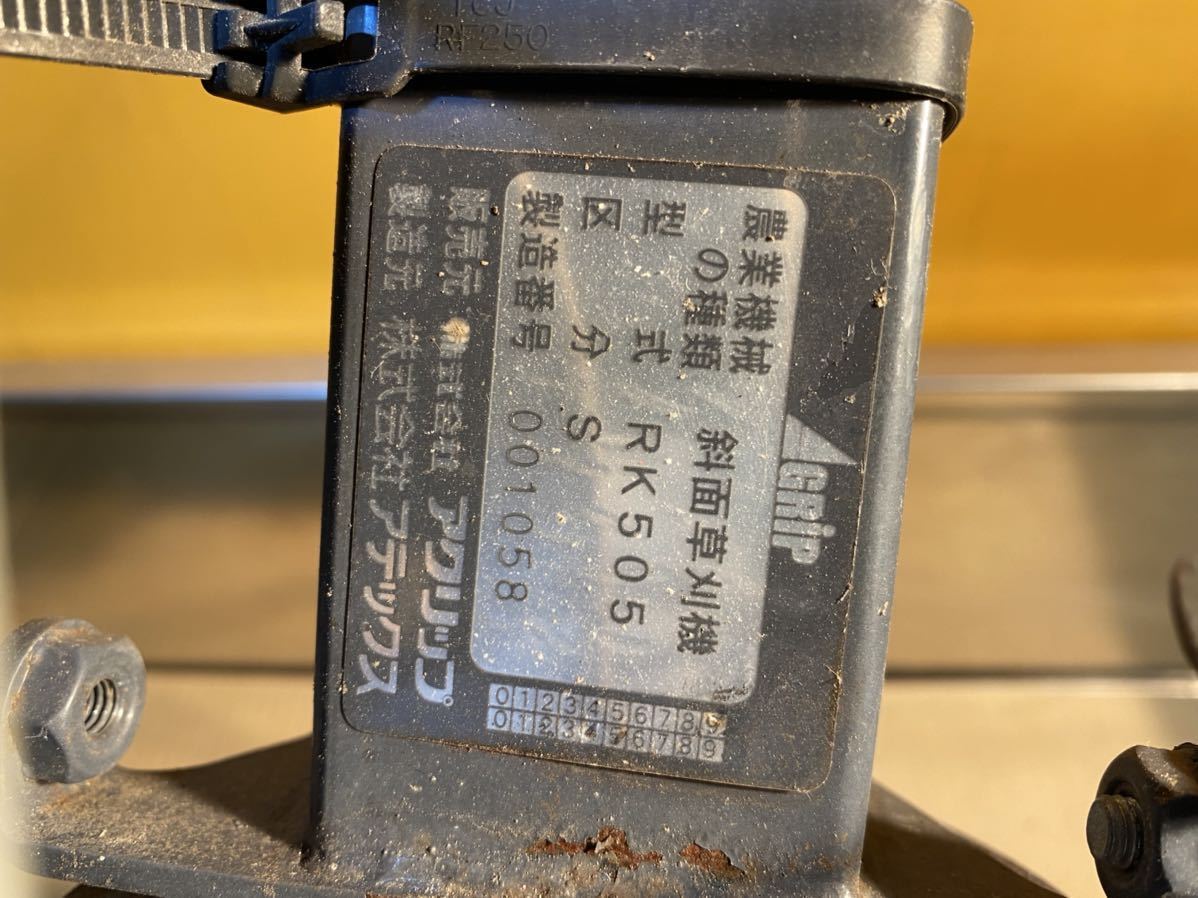 RF250
GRIP
農業機械
の種類 斜面草刈機
型式 RK505
区分 S
製造番号 001058
販売元 株式会社 アグリップ
製造元 株式会社アテックス
0123456789
0123456789